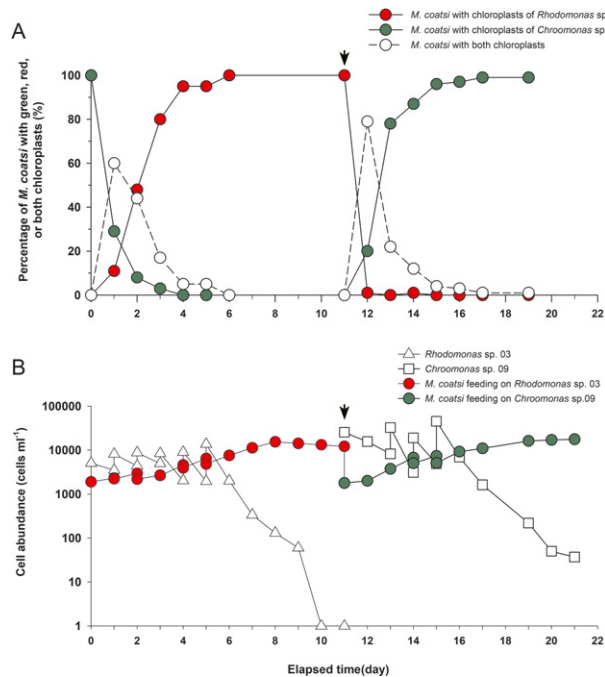 A
M. coatsi with chloroplasts of Rhodomonas sp
M. coatsi with chloroplasts of Chroomonas sp
M. coatsi with both chloroplasts
Percentage of M. coatsi with green, red,
or both chloroplasts (%)
100
80
60
40
20
0
0 2 4 6 8 10 11 12 14 16 18 20 22
B
Rhodomonas sp. 03
Chroomonas sp. 09
M. coatsi feeding on Rhodomonas sp. 03
M. coatsi feeding on Chroomonas sp.09
Cell abundance (cells ml⁻¹)
100000
10000
1000
100
10
1
0 2 4 6 8 10 11 12 14 16 18 20 22
Elapsed time(day)